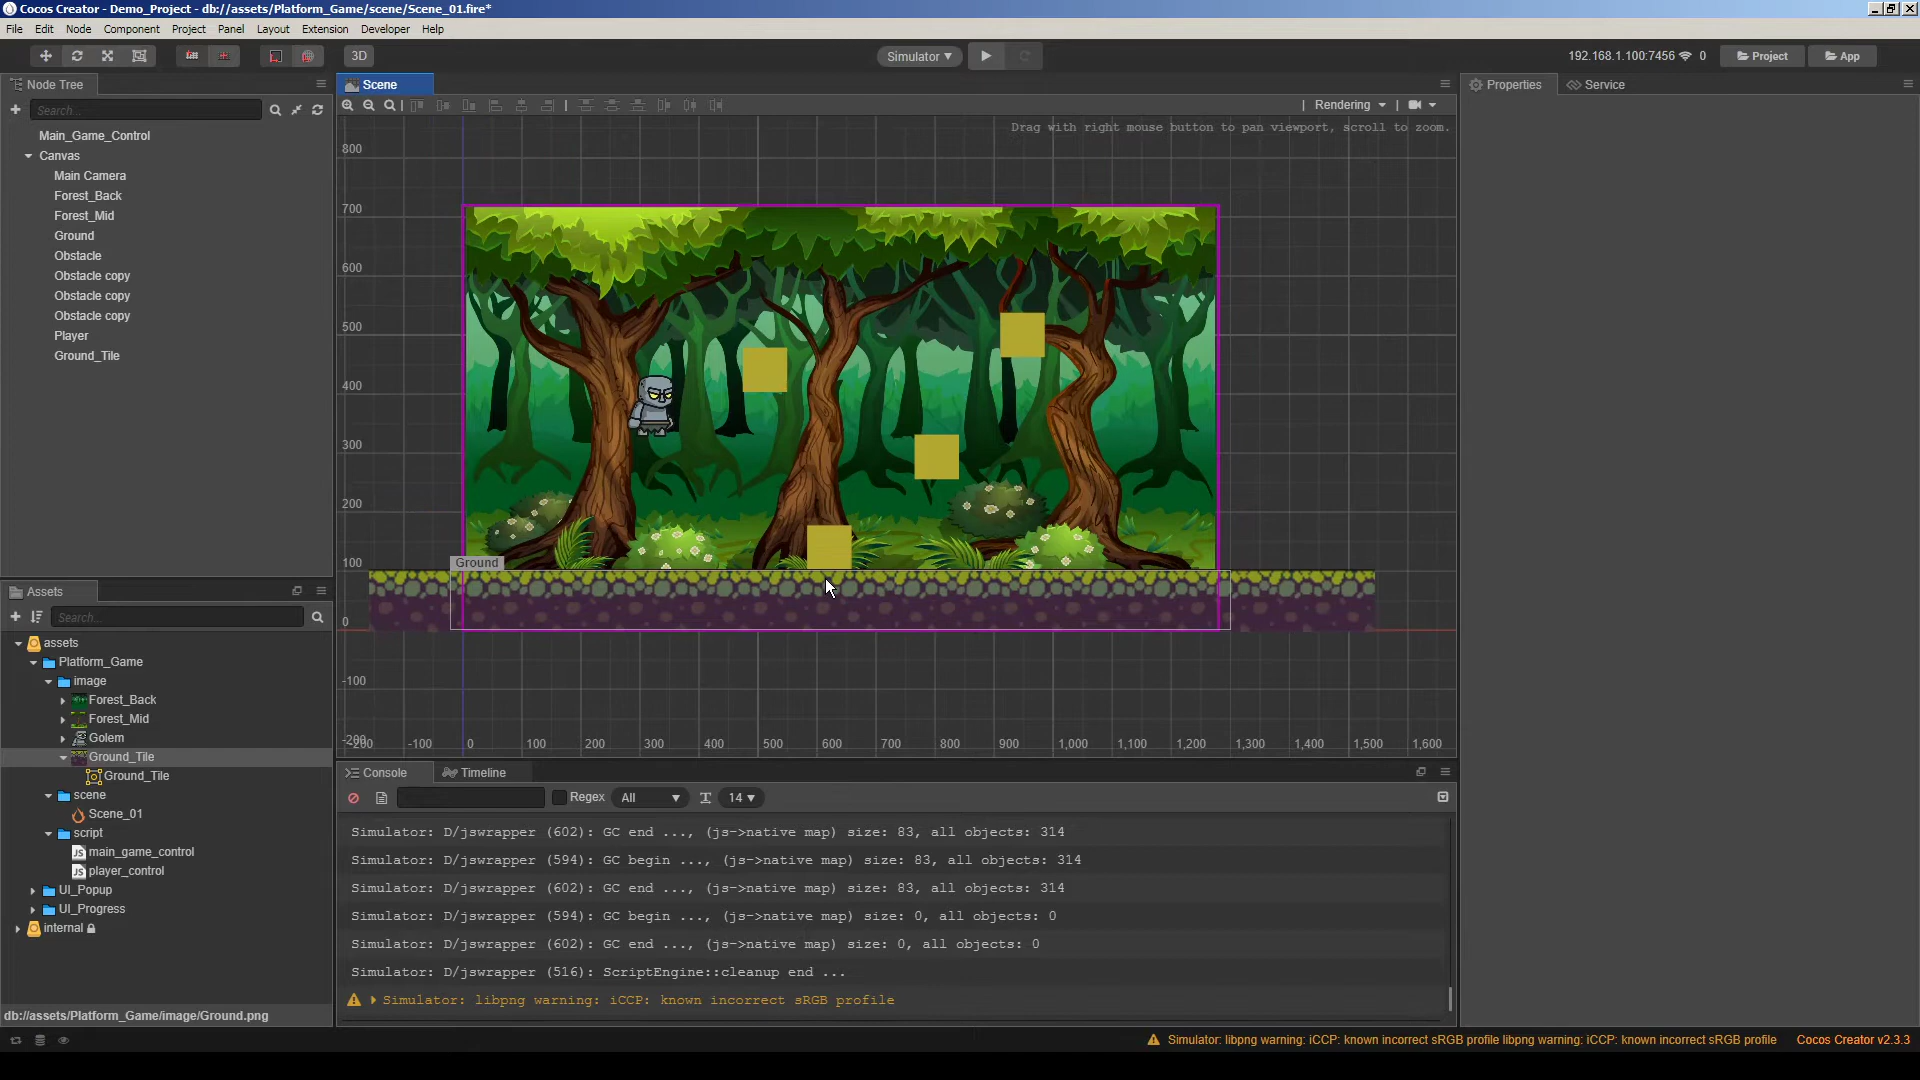 Cocos Creator - Demo_Project - db://assets/Platform_Game/scene/Scene_01.fire*
File Edit Node Component Project Panel Layout Extension Developer Help
3D
Simulator
192.168.1.100:7456 0
Project
App
Node Tree
Search...
Main_Game_Control
Canvas
Main Camera
Forest_Back
Forest_Mid
Ground
Obstacle
Obstacle copy
Obstacle copy
Obstacle copy
Player
Ground_Tile
Scene
Rendering
Drag with right mouse button to pan viewport, scroll to zoom.
800
700
600
500
400
300
200
100
0
-100
-200
Ground
-200 -100 0 100 200 300 400 500 600 700 800 900 1,000 1,100 1,200 1,300 1,400 1,500 1,600
Properties
Service
Assets
Search...
assets
Platform_Game
image
Forest_Back
Forest_Mid
Golem
Ground_Tile
Ground_Tile
scene
Scene_01
script
JS main_game_control
JS player_control
UI_Popup
UI_Progress
internal
db://assets/Platform_Game/image/Ground.png
Console
Timeline
Regex
All
14
Simulator: D/jswrapper (602): GC end ..., (js->native map) size: 83, all objects: 314
Simulator: D/jswrapper (594): GC begin ..., (js->native map) size: 83, all objects: 314
Simulator: D/jswrapper (602): GC end ..., (js->native map) size: 83, all objects: 314
Simulator: D/jswrapper (594): GC begin ..., (js->native map) size: 0, all objects: 0
Simulator: D/jswrapper (602): GC end ..., (js->native map) size: 0, all objects: 0
Simulator: D/jswrapper (516): ScriptEngine::cleanup end ...
Simulator: libpng warning: iCCP: known incorrect sRGB profile
Simulator: libpng warning: iCCP: known incorrect sRGB profile libpng warning: iCCP: known incorrect sRGB profile
Cocos Creator v2.3.3